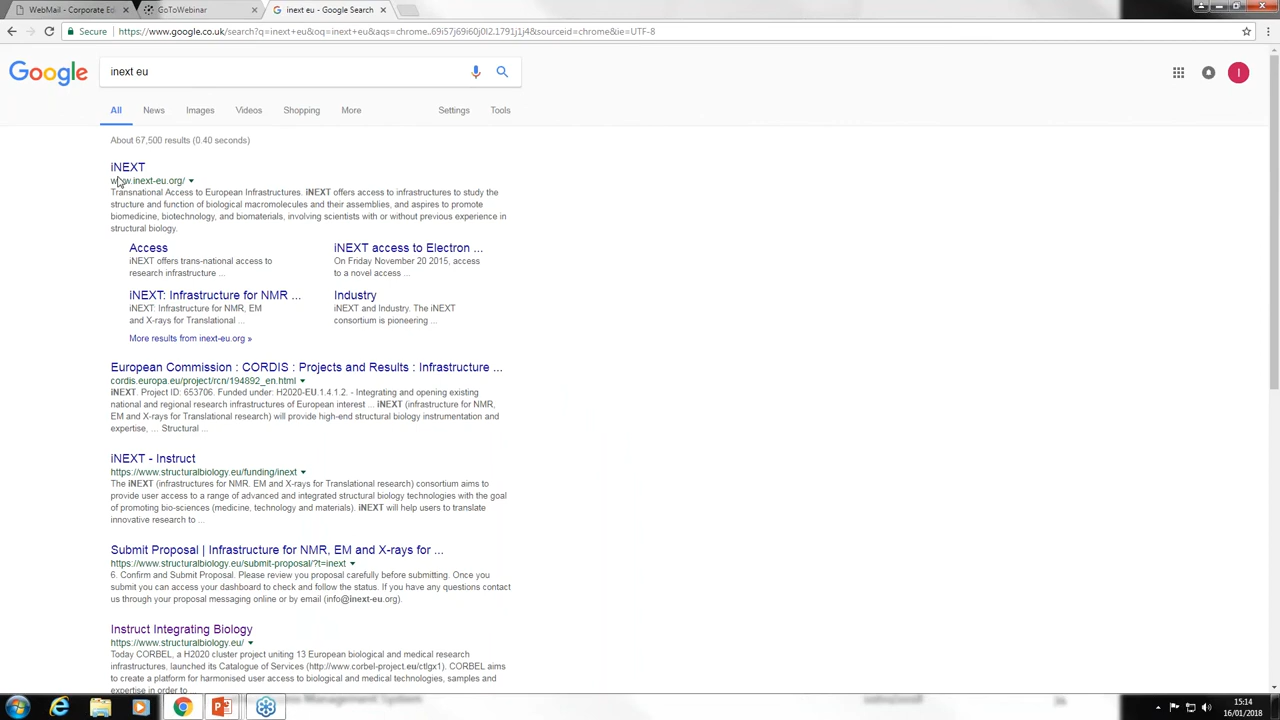 WebMail - Corporate Ed
GoToWebinar
inext eu - Google Search
Secure
https://www.google.co.uk/search?q=inext+eu&oq=inext+eu&aqs=chrome..69i57j69i60j0l2.1791j1j4&sourceid=chrome&ie=UTF-8
Google
inext eu
I
All
News
Images
Videos
Shopping
More
Settings
Tools
About 67,500 results (0.40 seconds)
iNEXT
www.inext-eu.org/
Transnational Access to European Infrastructures. iNEXT offers access to infrastructures to study the
structure and function of biological macromolecules and their assemblies, and aspires to promote
biomedicine, biotechnology, and biomaterials, involving scientists with or without previous experience in
structural biology.
Access
iNEXT offers trans-national access to
research infrastructure ...
iNEXT access to Electron ...
On Friday November 20 2015, access
to a novel access ...
iNEXT: Infrastructure for NMR ...
iNEXT: Infrastructure for NMR, EM
and X-rays for Translational ...
Industry
iNEXT and Industry. The iNEXT
consortium is pioneering ...
More results from inext-eu.org »
European Commission : CORDIS : Projects and Results : Infrastructure ...
cordis.europa.eu/project/rcn/194892_en.html
iNEXT. Project ID: 653706. Funded under: H2020-EU.1.4.1.2. - Integrating and opening existing
national and regional research infrastructures of European interest ... iNEXT (infrastructure for NMR,
EM and X-rays for Translational research) will provide high-end structural biology instrumentation and
expertise, ... Structural ...
iNEXT - Instruct
https://www.structuralbiology.eu/funding/inext
The iNEXT (infrastructures for NMR. EM and X-rays for Translational research) consortium aims to
provide user access to a range of advanced and integrated structural biology technologies with the goal
of promoting bio-sciences (medicine, technology and materials). iNEXT will help users to translate
innovative research to ...
Submit Proposal | Infrastructure for NMR, EM and X-rays for ...
https://www.structuralbiology.eu/submit-proposal/?t=inext
6. Confirm and Submit Proposal. Please review you proposal carefully before submitting. Once you
submit you can access your dashboard to check and follow the status. If you have any questions contact
us through your proposal messaging online or by email (info@inext-eu.org).
Instruct Integrating Biology
https://www.structuralbiology.eu/
Today CORBEL, a H2020 cluster project uniting 13 European biological and medical research
infrastructures. launched its Catalogue of Services (http://www.corbel-project.eu/ctlgx1). CORBEL aims
to provide a platform for harmonised user access to biological and medical technologies, samples and
expertise in order to
Management System
15:14
16/01/2018